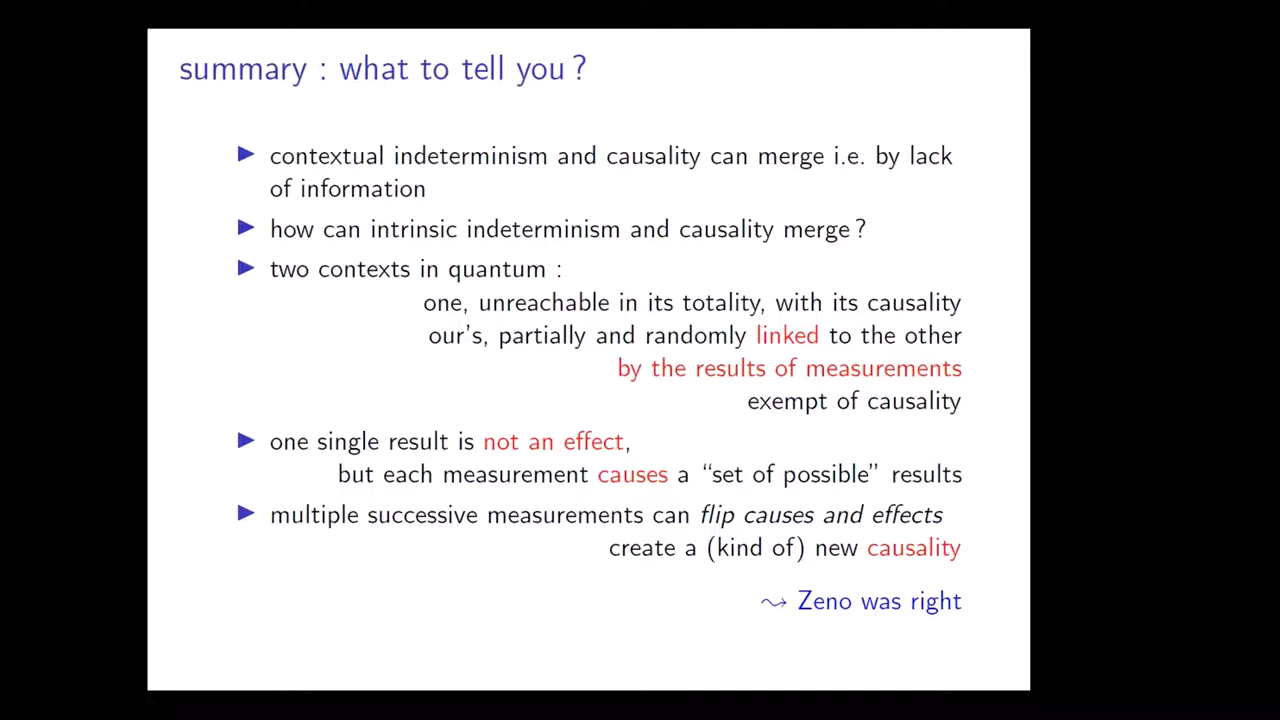 summary : what to tell you ?
▶ contextual indeterminism and causality can merge i.e. by lack
of information
▶ how can intrinsic indeterminism and causality merge ?
▶ two contexts in quantum :
one, unreachable in its totality, with its causality
our's, partially and randomly linked to the other
by the results of measurements
exempt of causality
▶ one single result is not an effect,
but each measurement causes a “set of possible” results
▶ multiple successive measurements can flip causes and effects
create a (kind of) new causality
⇝ Zeno was right